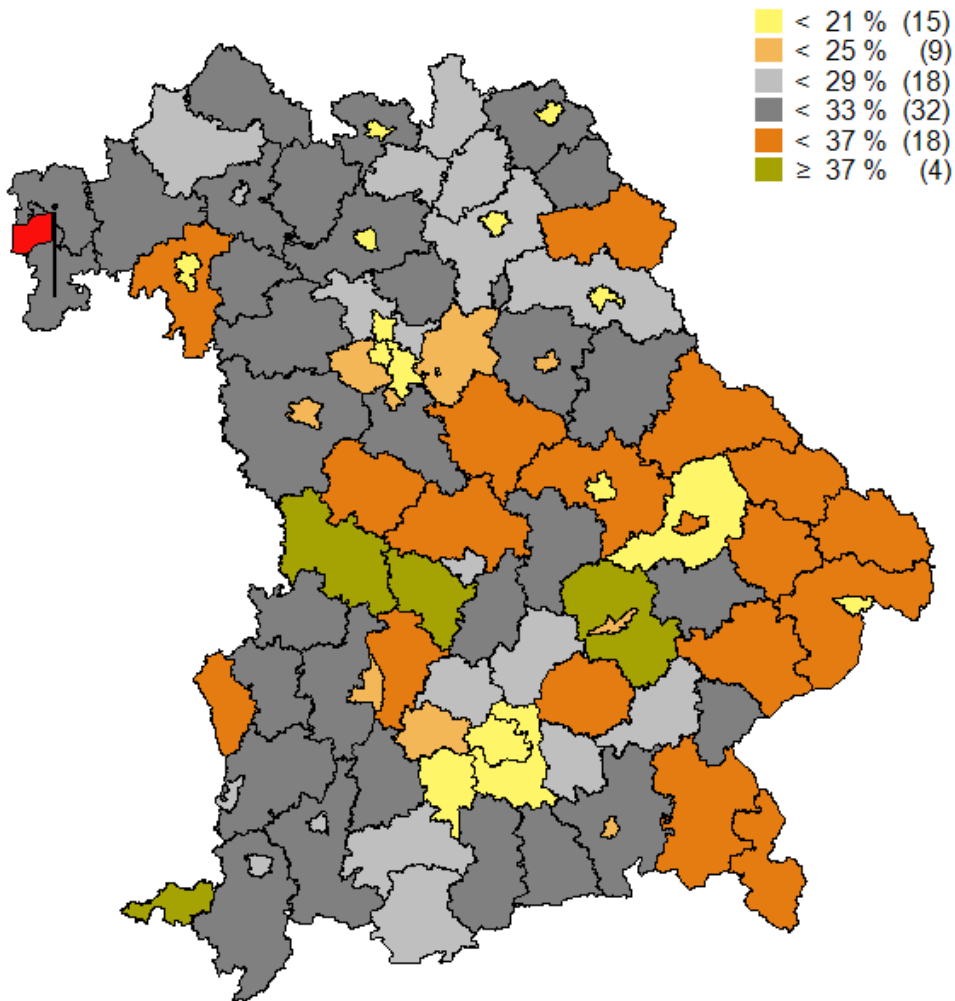 < 21 % (15)
< 25 % (9)
< 29 % (18)
< 33 % (32)
< 37 % (18)
≥ 37 % (4)